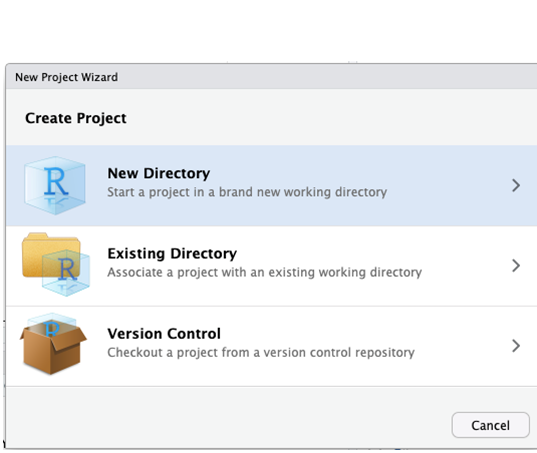 New Project Wizard
Create Project
R
New Directory
Start a project in a brand new working directory
R
Existing Directory
Associate a project with an existing working directory
R
Version Control
Checkout a project from a version control repository
Cancel